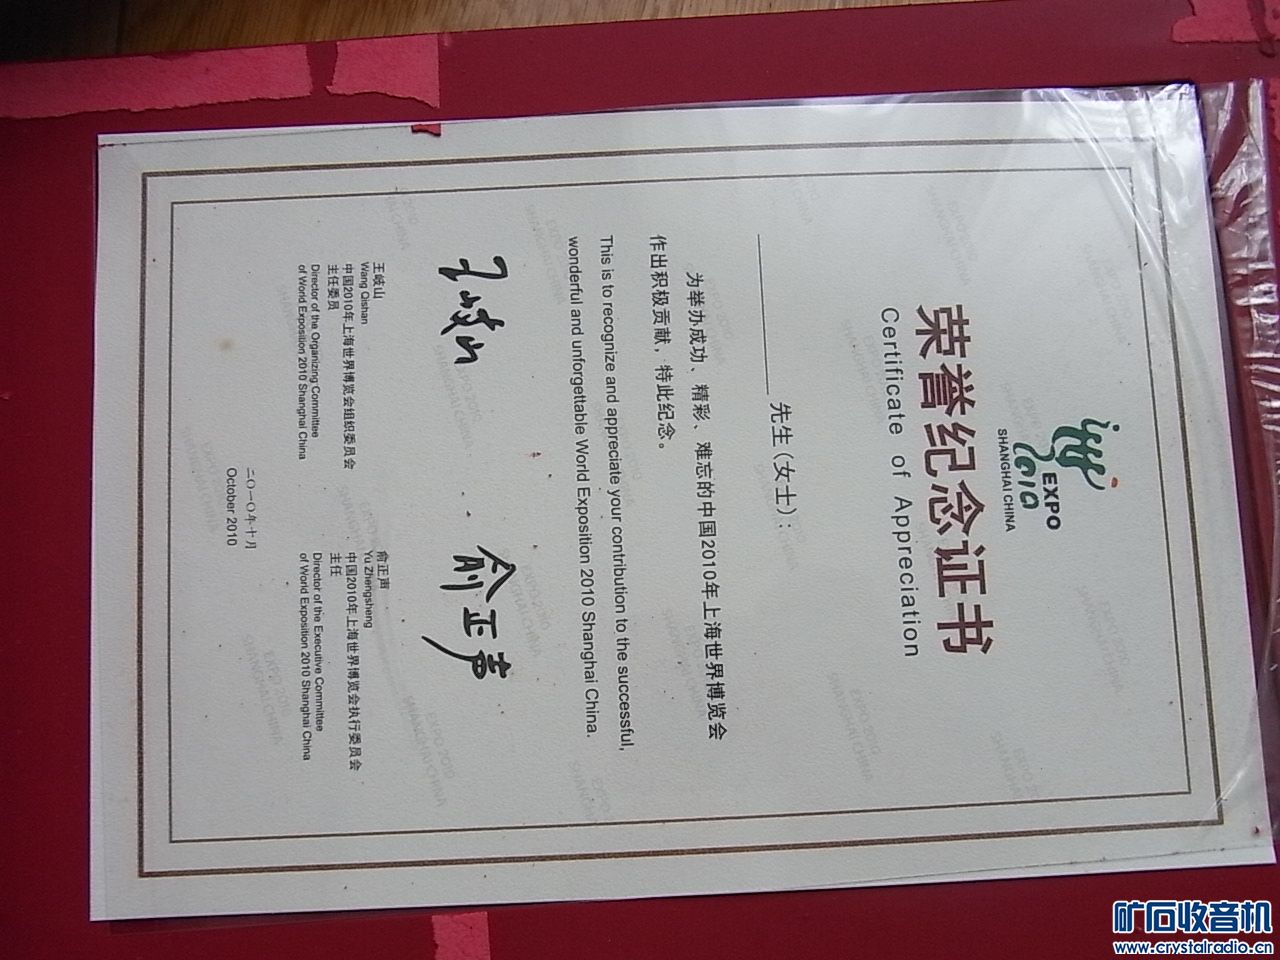 EXPO
2010
SHANGHAI CHINA
荣誉纪念证书
Certificate of Appreciation
先生(女士):
为举办成功、精彩、难忘的中国2010年上海世界博览会
作出积极贡献，特此纪念。
This is to recognize and appreciate your contribution to the successful,
wonderful and unforgettable World Exposition 2010 Shanghai China.
王岐山
俞正声
王岐山
Wang Qishan
中国2010年上海世界博览会组织委员会
主任委员
Director of the Organizing Committee
of World Exposition 2010 Shanghai China
俞正声
Yu Zhengsheng
中国2010年上海世界博览会执行委员会
主任
Director of the Executive Committee
of World Exposition 2010 Shanghai China
二〇一〇年十月
October 2010
矿石收音机
www.crystalradio.cn